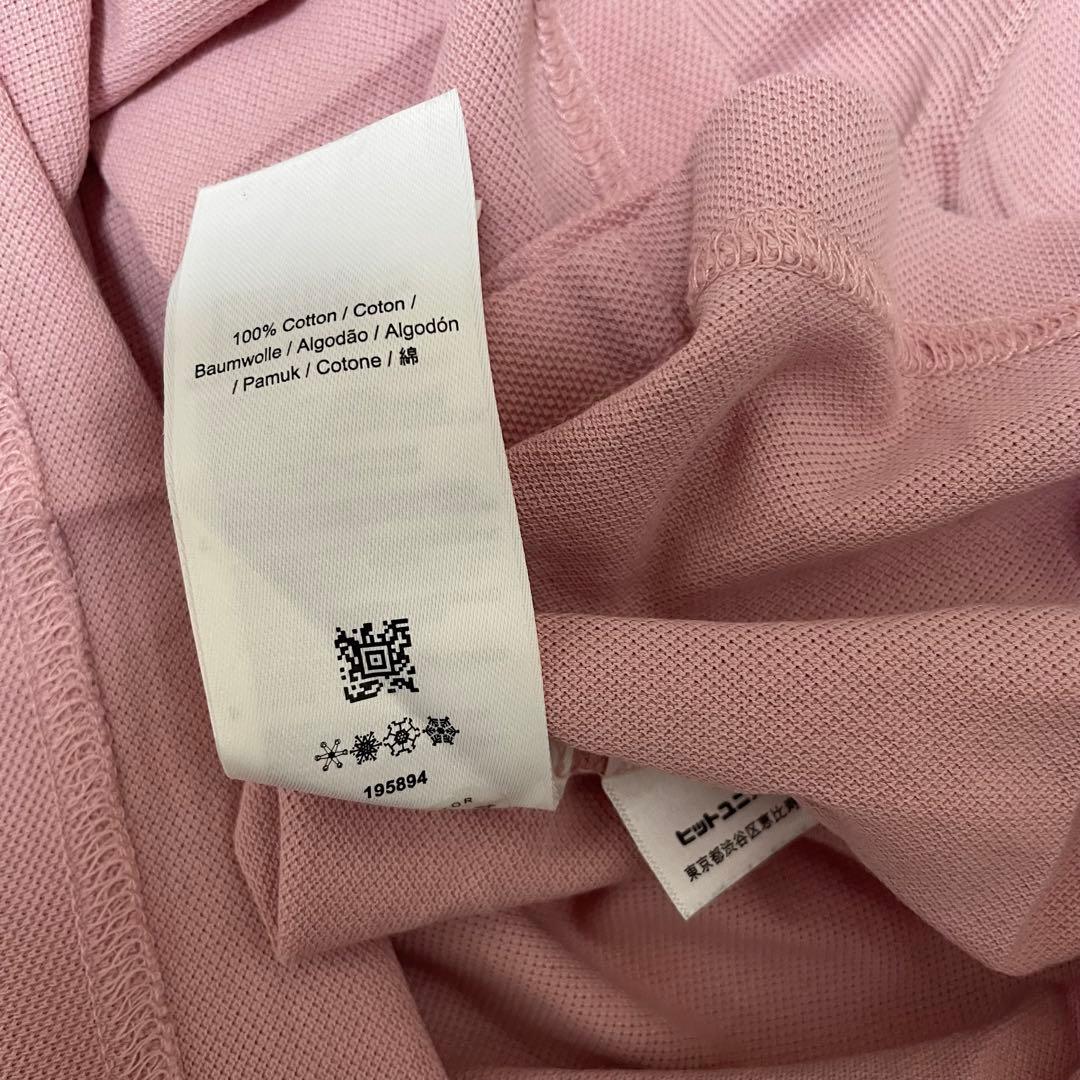 100% Cotton / Coton /
Baumwolle / Algodão / Algodón
/ Pamuk / Cotone / 綿
195894
OR
ヒットユニ
東京都渋谷区恵比寿